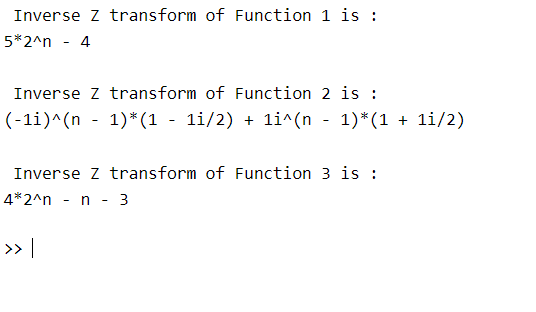 Inverse Z transform of Function 1 is :
5*2^n - 4
Inverse Z transform of Function 2 is :
(-1i)^(n - 1)*(1 - 1i/2) + 1i^(n - 1)*(1 + 1i/2)
Inverse Z transform of Function 3 is :
4*2^n - n - 3
>>